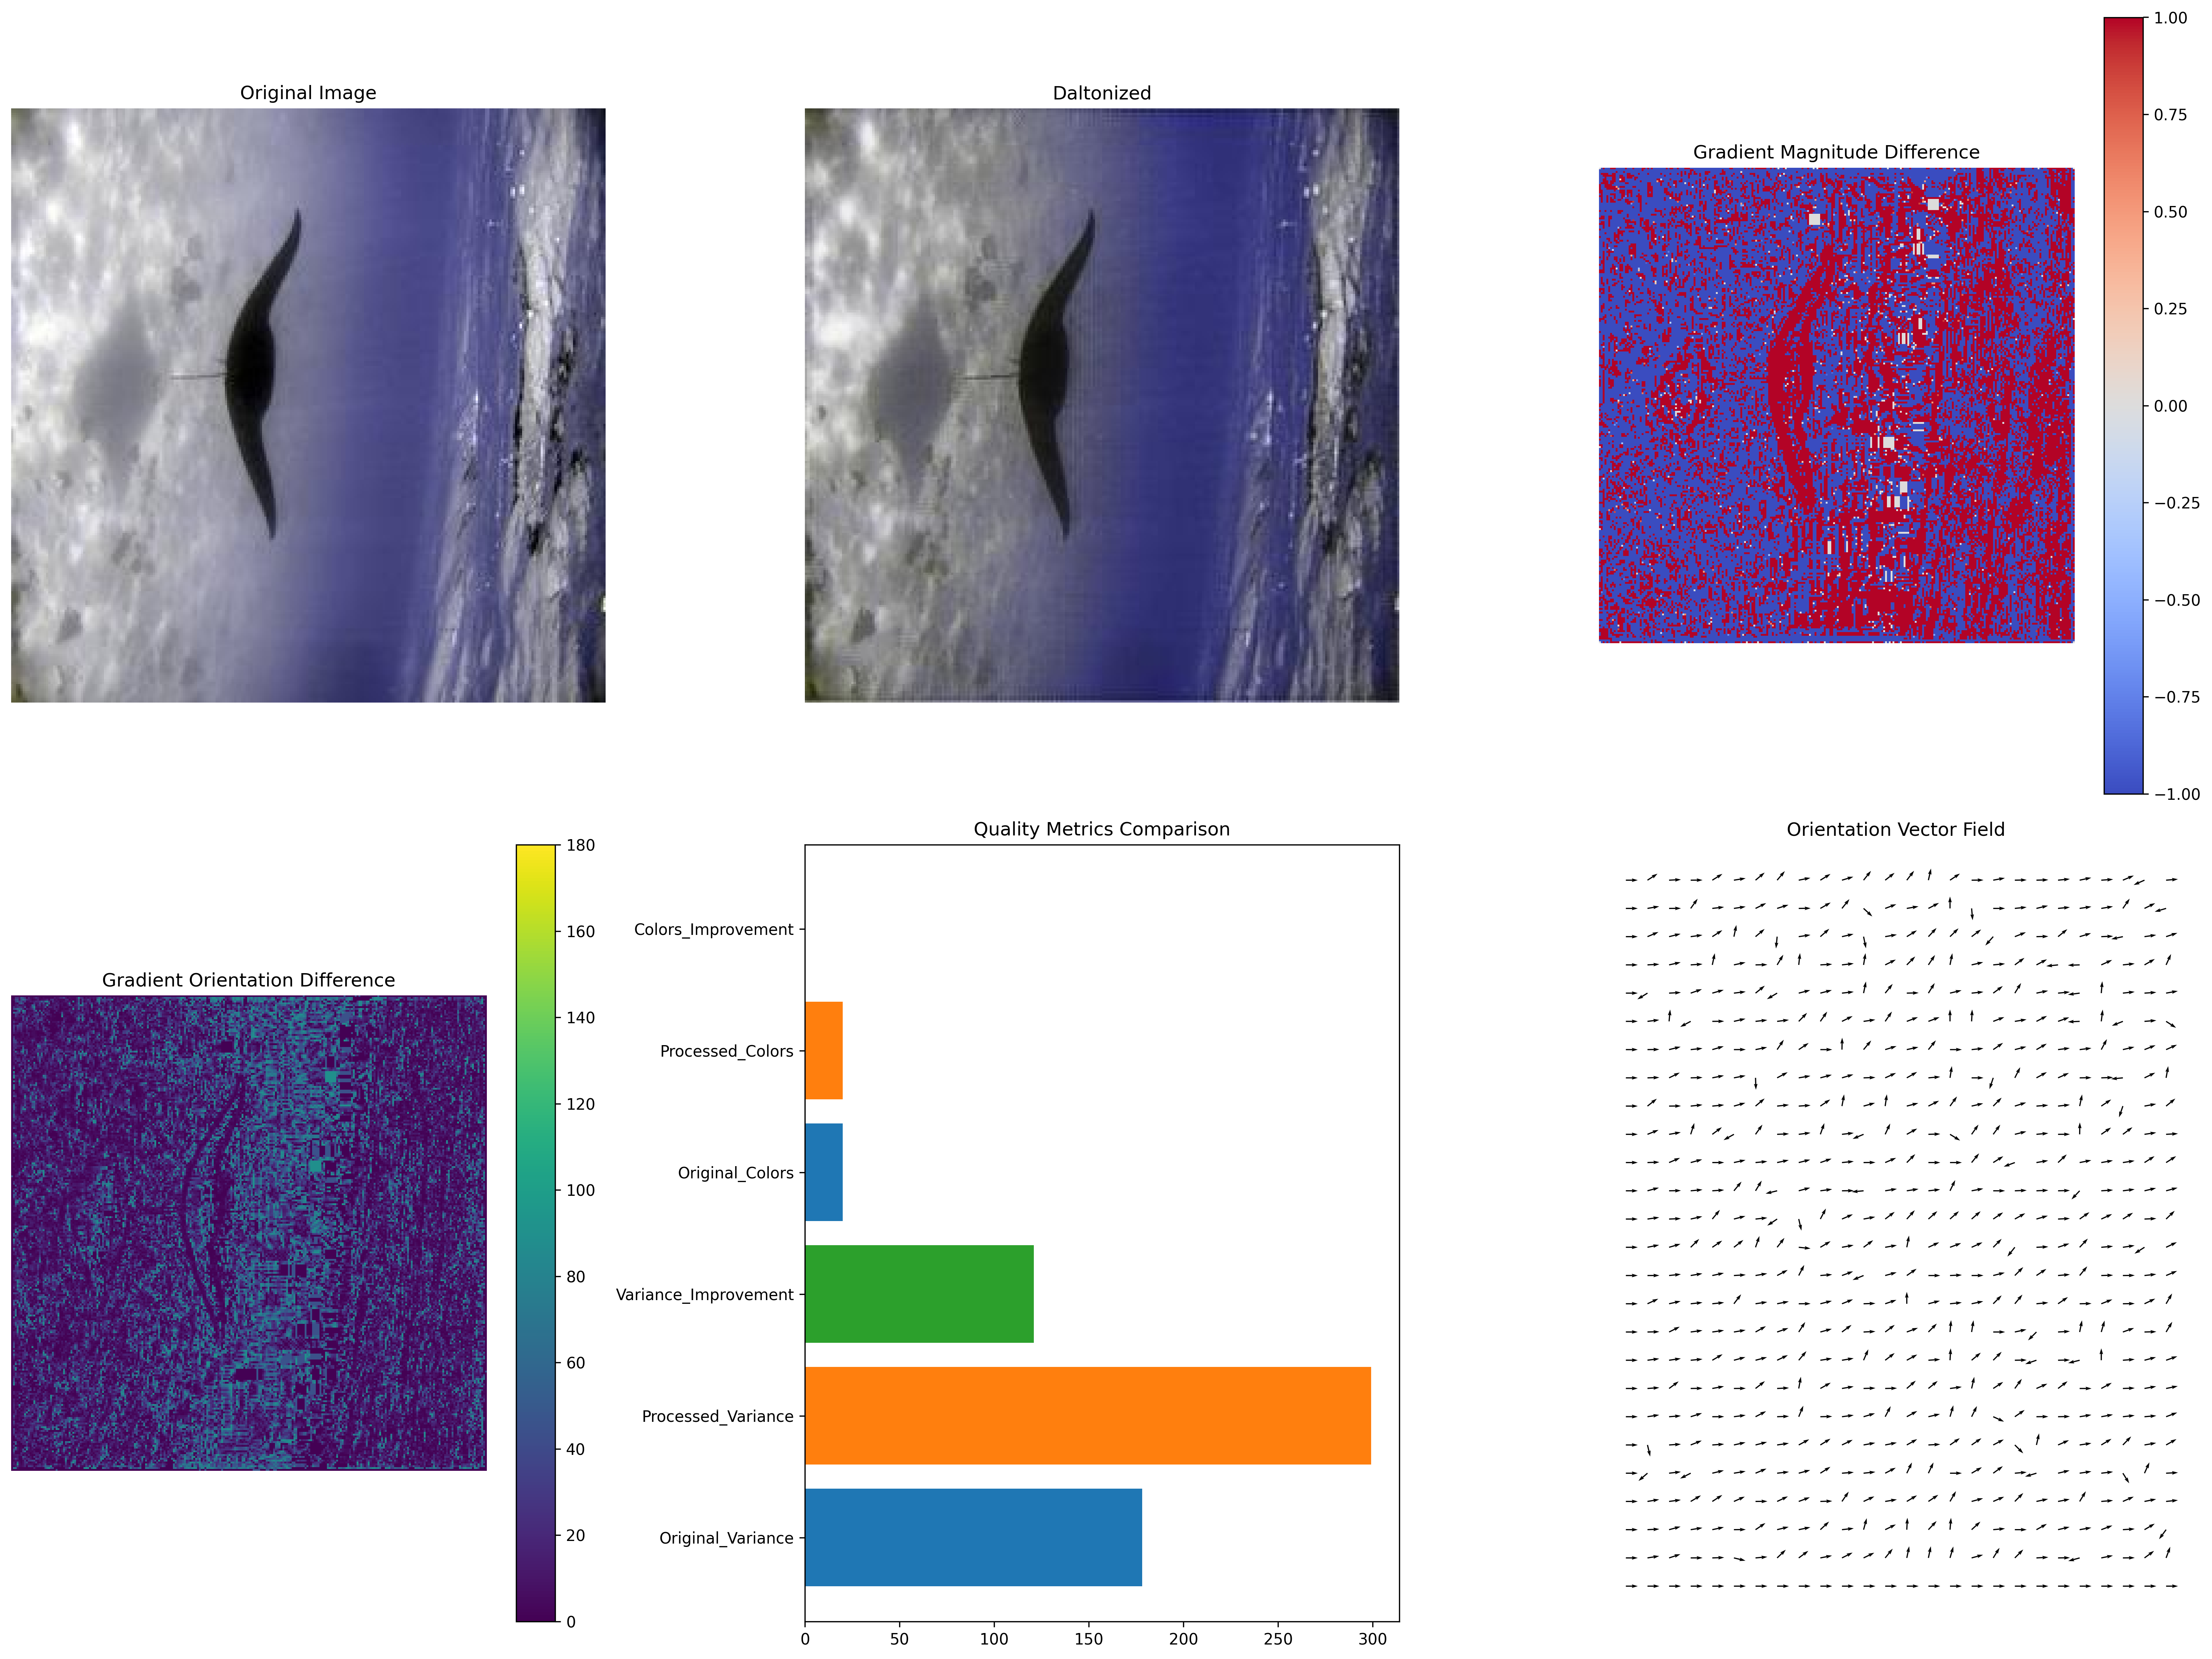 Original Image
Daltonized
Gradient Magnitude Difference
1.00
0.75
0.50
0.25
0.00
−0.25
−0.50
−0.75
−1.00
Gradient Orientation Difference
180
160
140
120
100
80
60
40
20
0
Quality Metrics Comparison
Colors_Improvement
Processed_Colors
Original_Colors
Variance_Improvement
Processed_Variance
Original_Variance
0 50 100 150 200 250 300
Orientation Vector Field